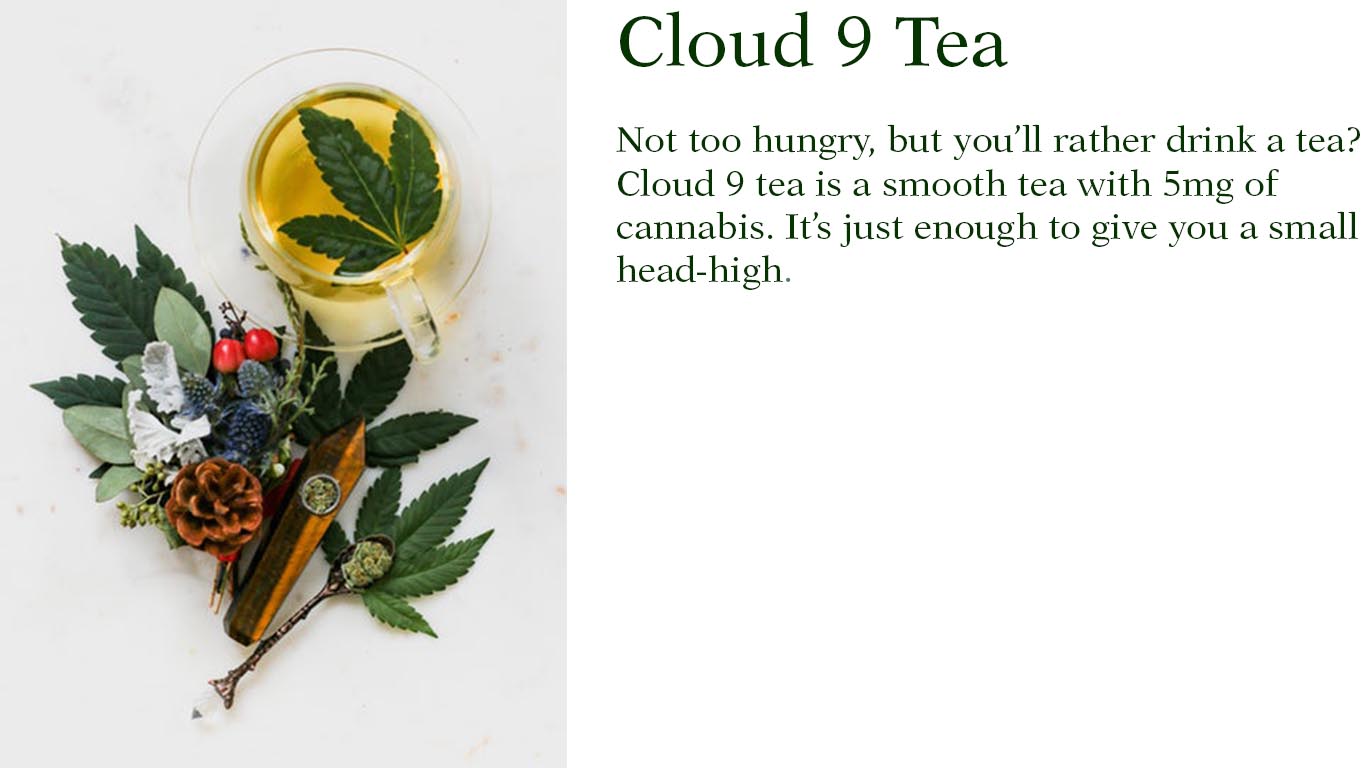 Cloud 9 Tea
Not too hungry, but you’ll rather drink a tea?
Cloud 9 tea is a smooth tea with 5mg of
cannabis. It’s just enough to give you a small
head-high.